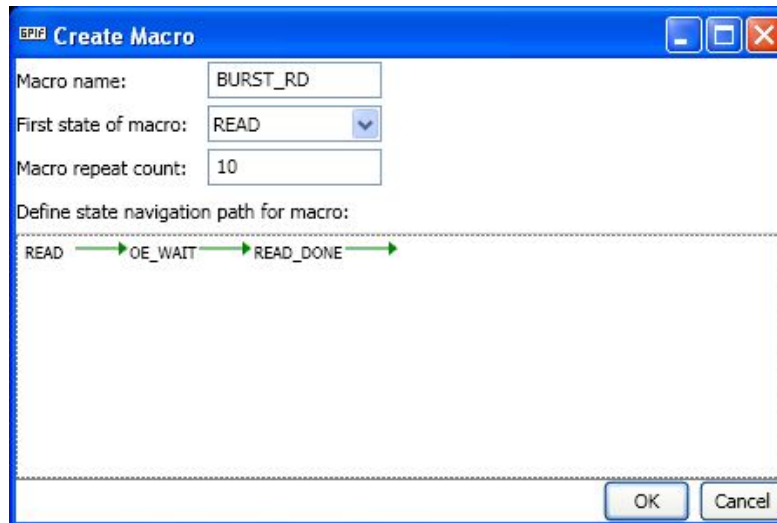 GPIF Create Macro
Macro name: BURST_RD
First state of macro: READ
Macro repeat count: 10
Define state navigation path for macro:
READ OE_WAIT READ_DONE
OK Cancel